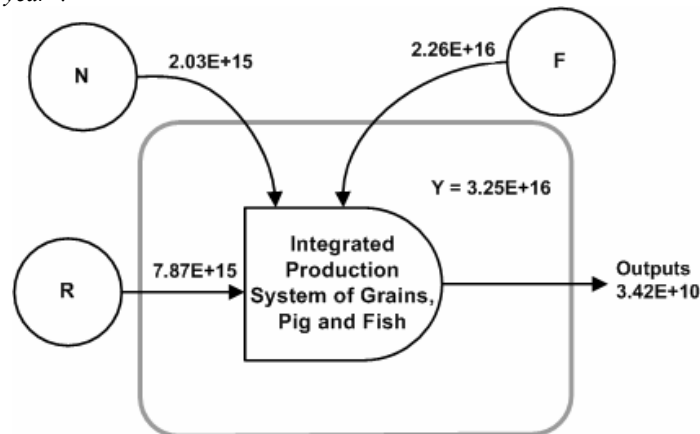 year⁻¹.
N
2.03E+15
2.26E+16
F
Y = 3.25E+16
R
7.87E+15
Integrated
Production
System of Grains,
Pig and Fish
Outputs
3.42E+10